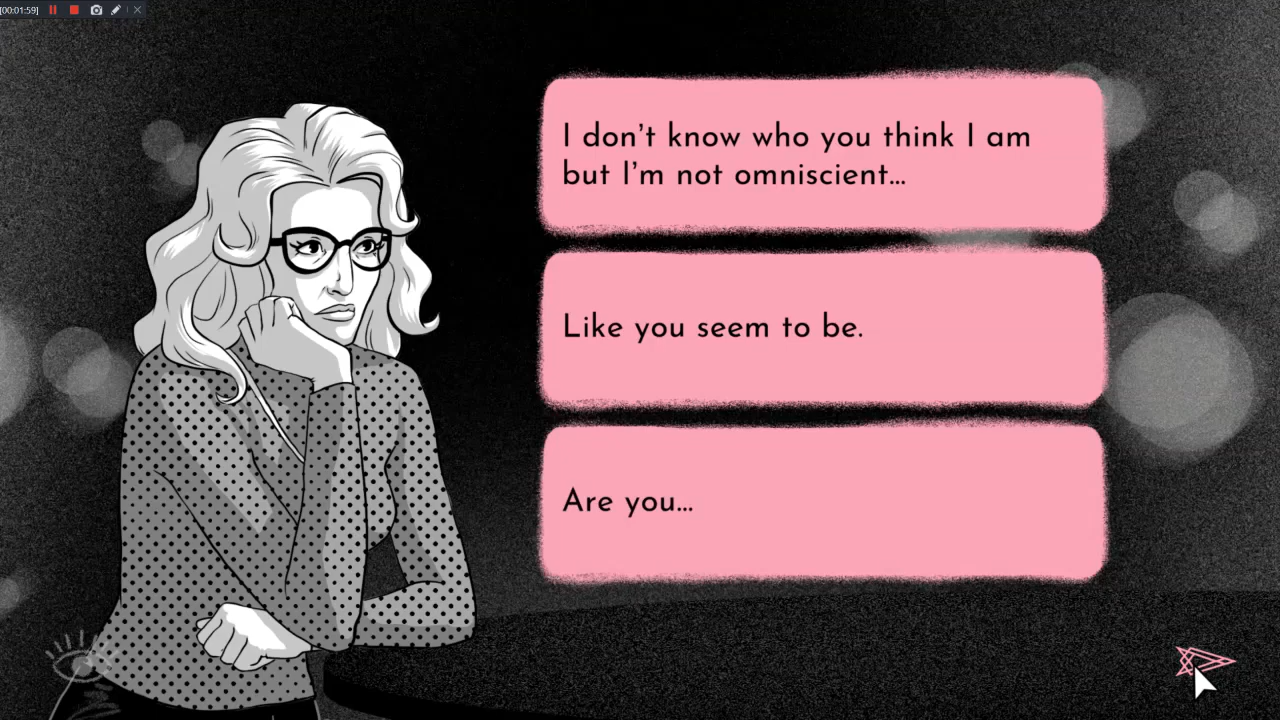 [00:01:59]
I don’t know who you think I am
but I’m not omniscient...
Like you seem to be.
Are you...